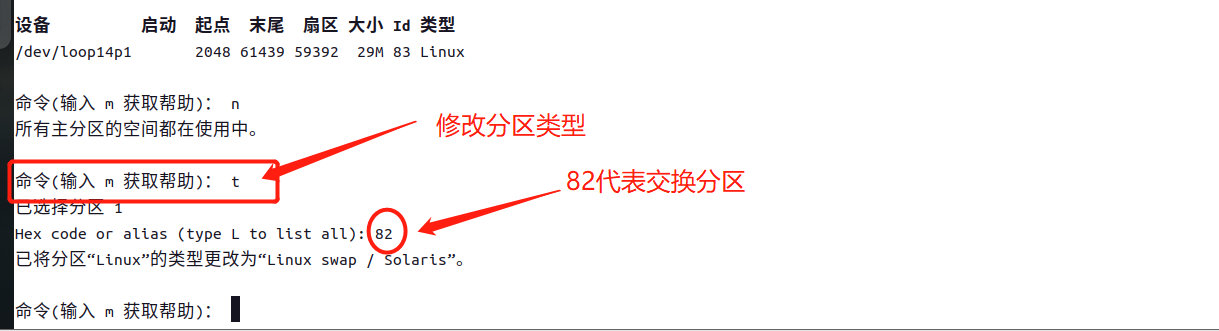 设备 启动 起点 末尾 扇区 大小 Id 类型
/dev/loop14p1 2048 61439 59392 29M 83 Linux
命令(输入 m 获取帮助)： n
所有主分区的空间都在使用中。
修改分区类型
命令(输入 m 获取帮助)： t
82代表交换分区
已选择分区 1
Hex code or alias (type L to list all): 82
已将分区“Linux”的类型更改为“Linux swap / Solaris”。
命令(输入 m 获取帮助)：